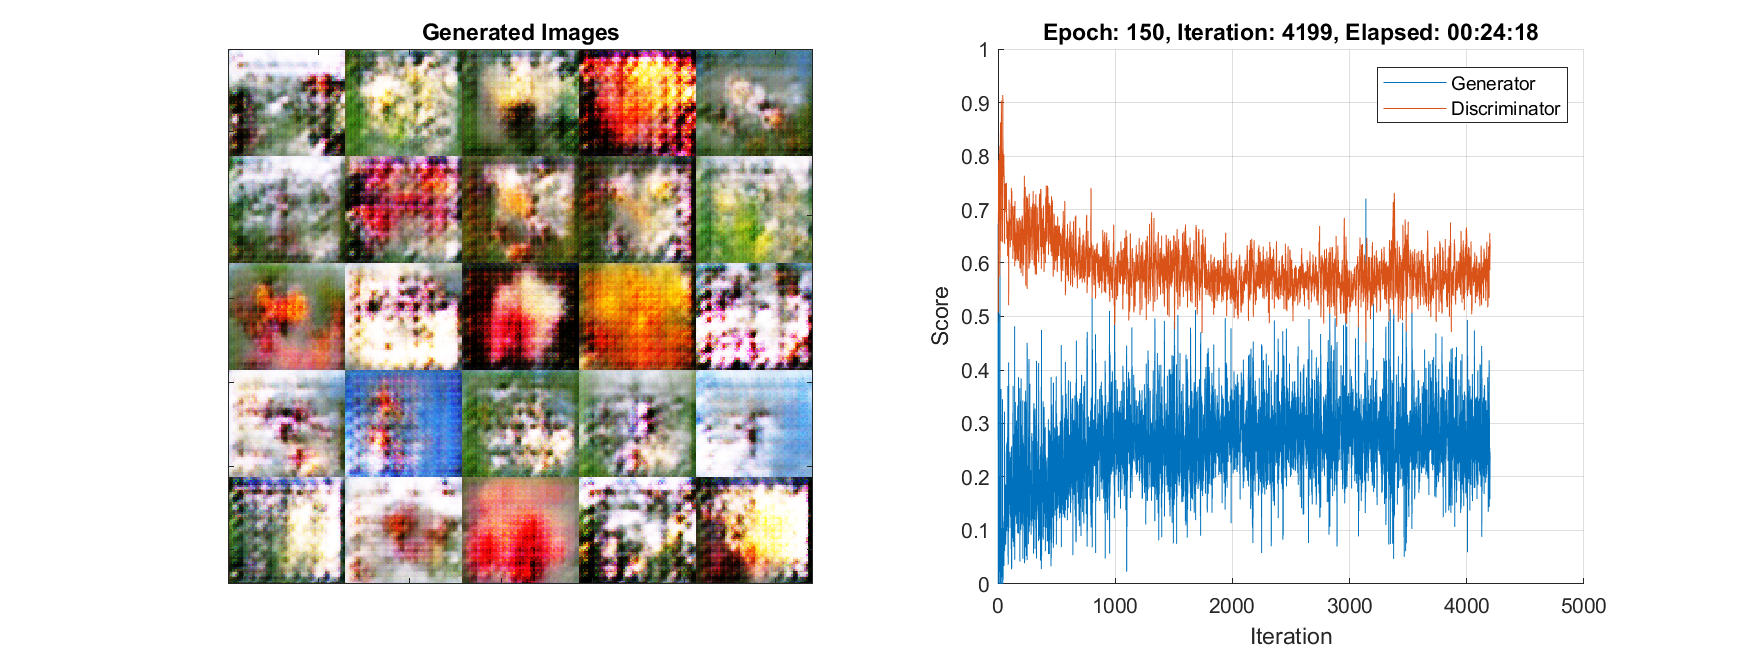 Generated Images
Epoch: 150, Iteration: 4199, Elapsed: 00:24:18
Generator
Discriminator
1
0.9
0.8
0.7
0.6
0.5
0.4
0.3
0.2
0.1
0
Score
0 1000 2000 3000 4000 5000
Iteration